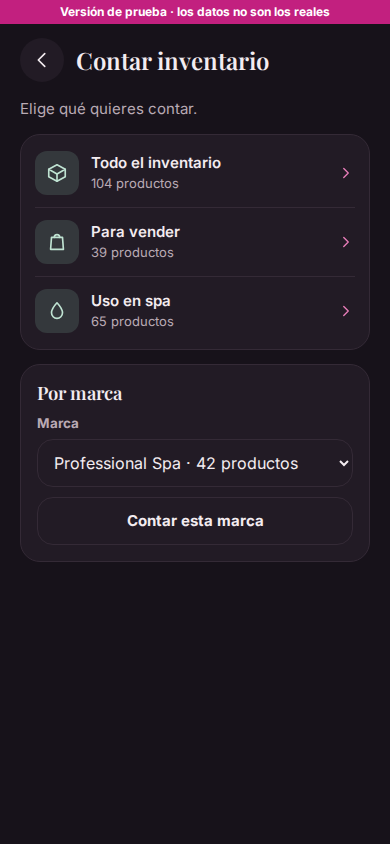 Versión de prueba · los datos no son los reales
Contar inventario
Elige qué quieres contar.
Todo el inventario
104 productos
Para vender
39 productos
Uso en spa
65 productos
Por marca
Marca
Professional Spa · 42 productos
Contar esta marca